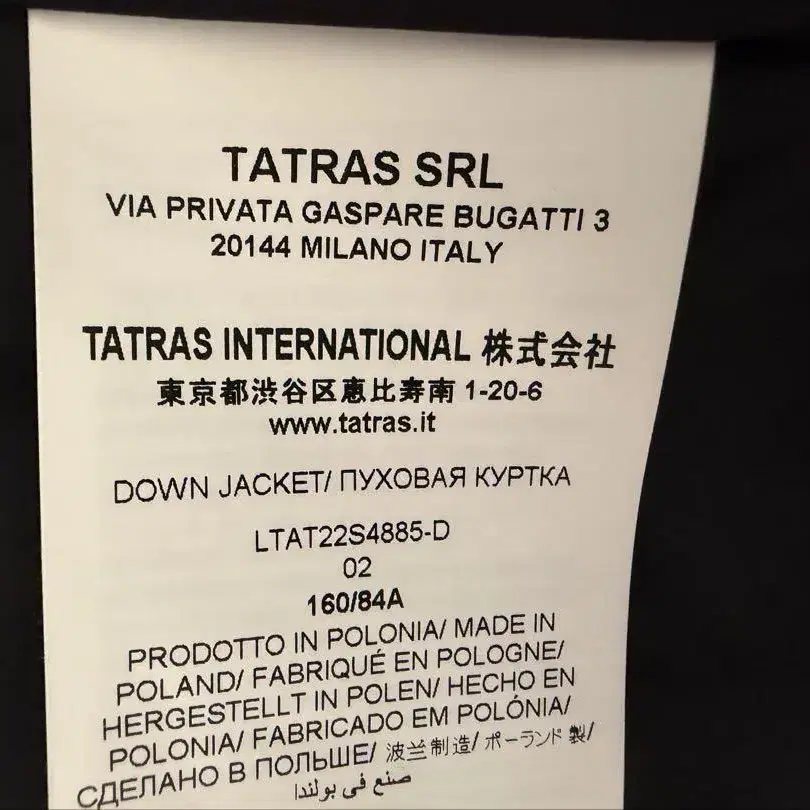 TATRAS SRL
VIA PRIVATA GASPARE BUGATTI 3
20144 MILANO ITALY
TATRAS INTERNATIONAL 株式会社
東京都渋谷区恵比寿南 1-20-6
www.tatras.it
DOWN JACKET/ ПУХОВАЯ КУРТКА
LTAT22S4885-D
02
160/84A
PRODOTTO IN POLONIA/ MADE IN
POLAND/ FABRIQUÉ EN POLOGNE/
HERGESTELLT IN POLEN/ HECHO EN
POLONIA/ FABRICADO EM POLÓNIA/
СДЕЛАНО В ПОЛЬШЕ/ 波兰制造/ ポーランド 製/
صنع في بولندا